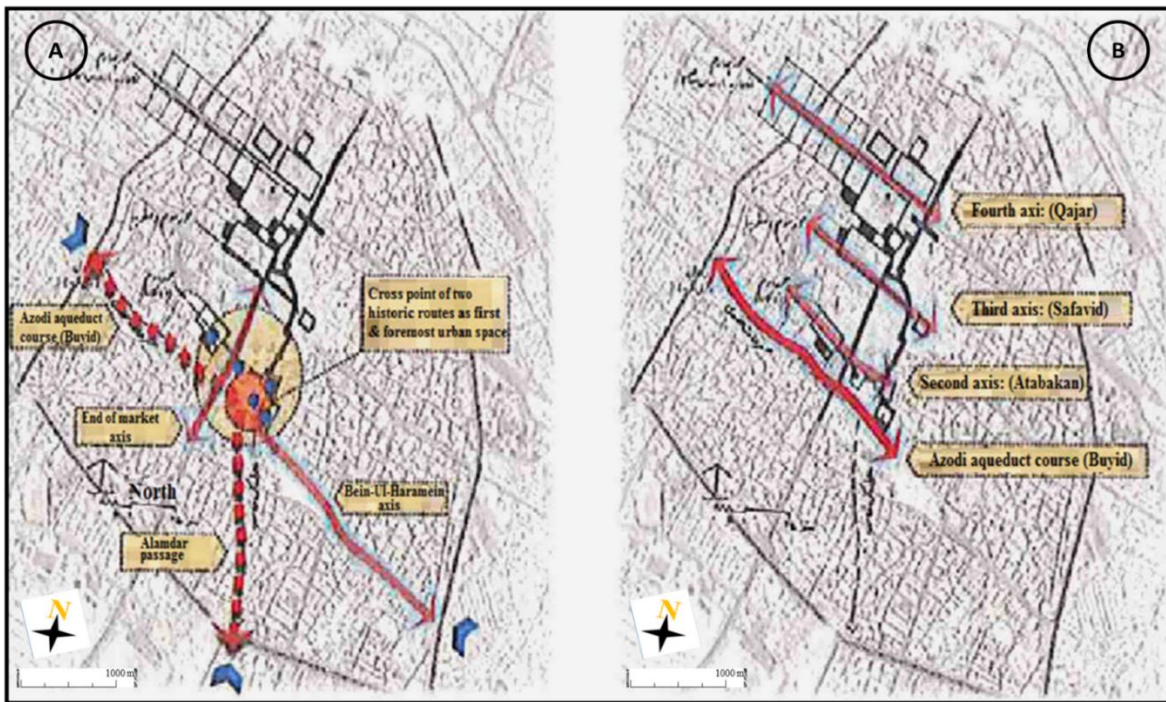 A
Azodi aqueduct
course (Buyid)
Cross point of two
historic routes as first
& foremost urban space
End of market
axis
North
Bein-Ul-Haramein
axis
Alamdar
passage
N
1000 m
B
Fourth axi: (Qajar)
Third axis: (Safavid)
Second axis: (Atabakan)
Azodi aqueduct course (Buyid)
N
1000 m